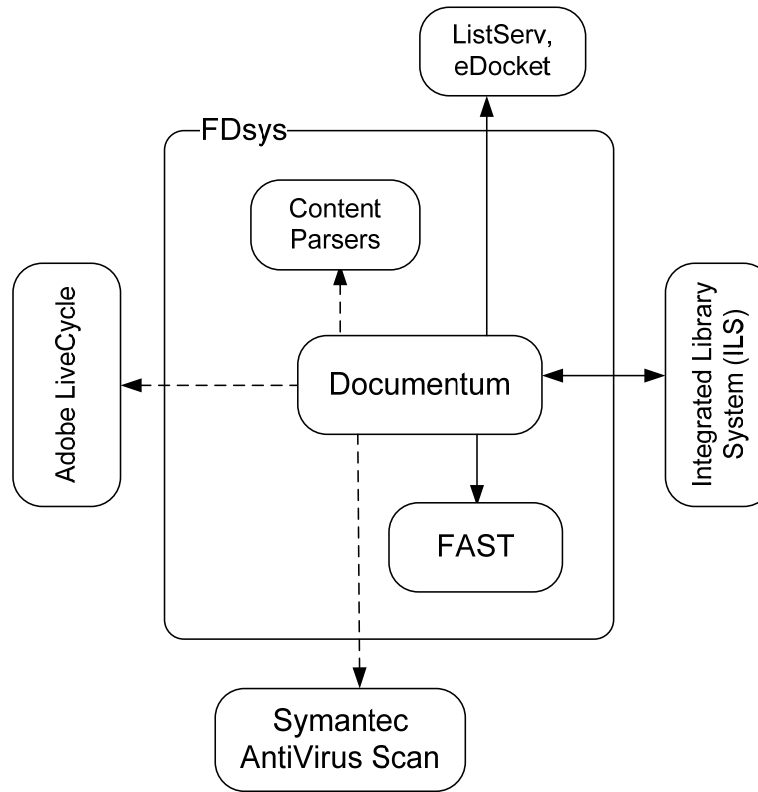 ListServ,
eDocket
FDsys
Content
Parsers
Adobe LiveCycle
Documentum
Integrated Library
System (ILS)
FAST
Symantec
AntiVirus Scan